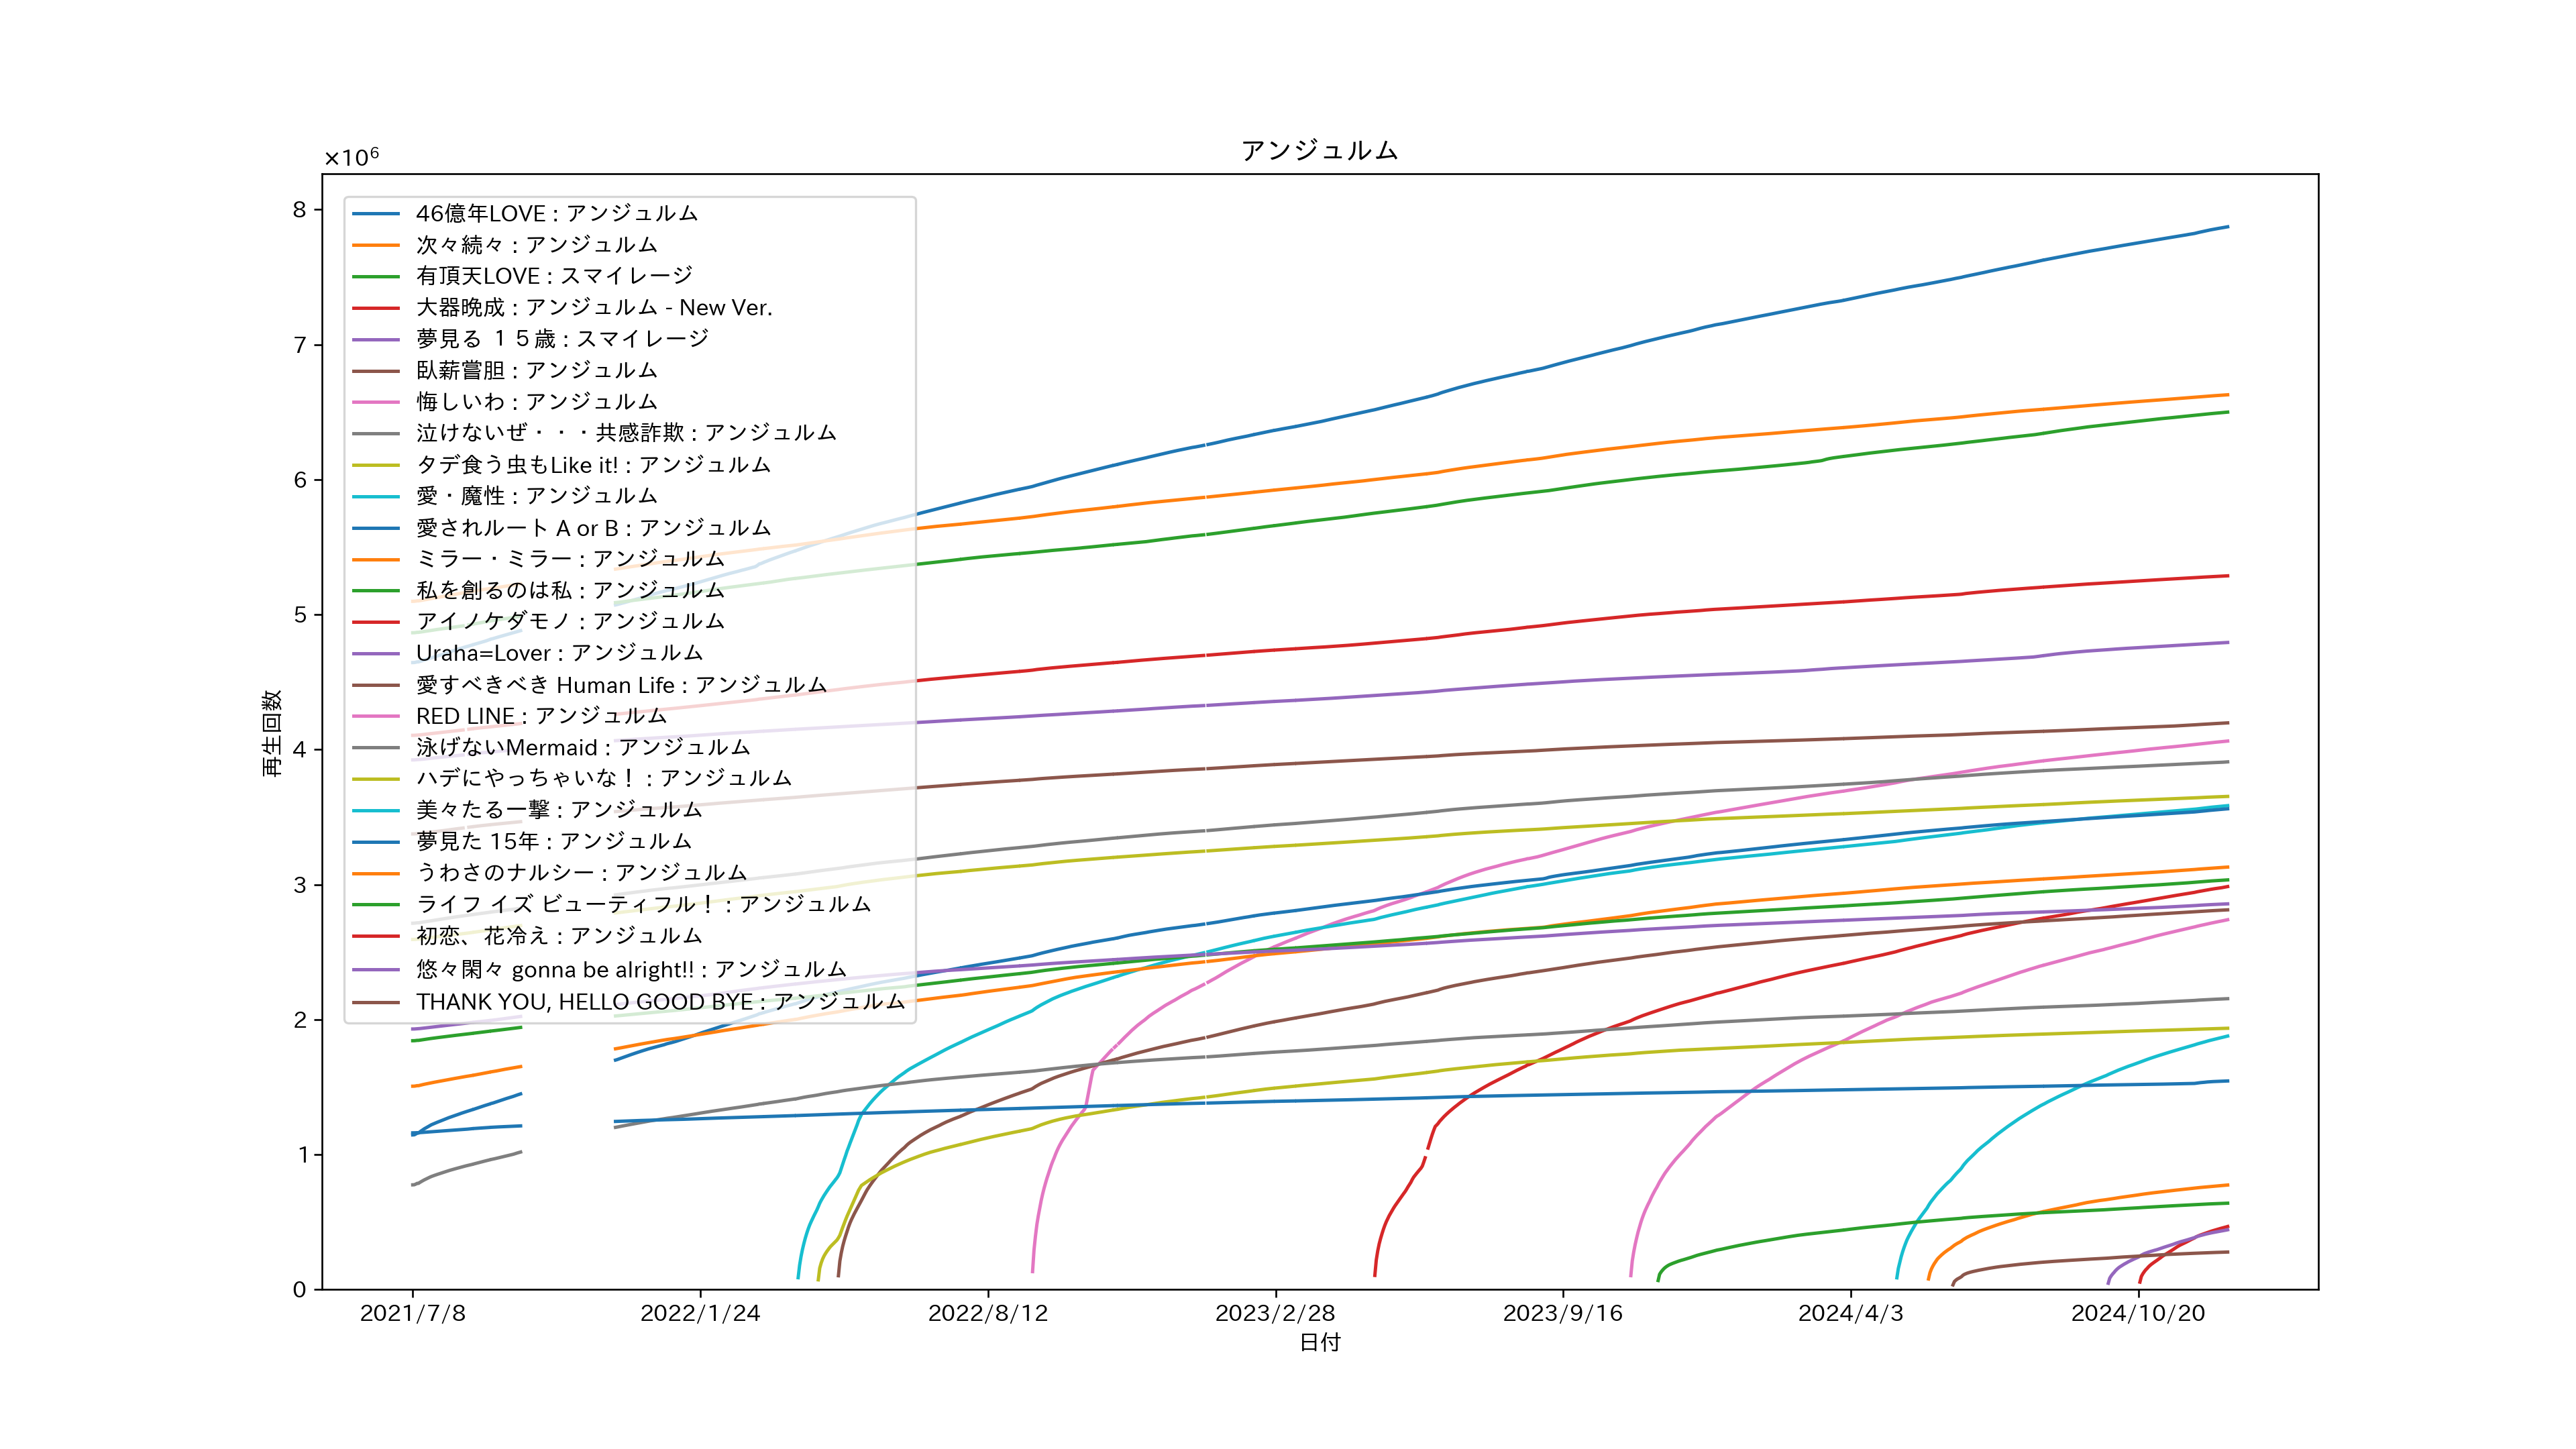 アンジュルム
×10⁶
8
7
6
5
4
3
2
1
0
再生回数
46億年LOVE : アンジュルム
次々続々 : アンジュルム
有頂天LOVE : スマイレージ
大器晩成 : アンジュルム - New Ver.
夢見る １５歳 : スマイレージ
臥薪嘗胆 : アンジュルム
悔しいわ : アンジュルム
泣けないぜ・・・共感詐欺 : アンジュルム
タデ食う虫もLike it! : アンジュルム
愛・魔性 : アンジュルム
愛されルート A or B : アンジュルム
ミラー・ミラー : アンジュルム
私を創るのは私 : アンジュルム
アイノケダモノ : アンジュルム
Uraha=Lover : アンジュルム
愛すべきべき Human Life : アンジュルム
RED LINE : アンジュルム
泳げないMermaid : アンジュルム
ハデにやっちゃいな！ : アンジュルム
美々たる一撃 : アンジュルム
夢見た 15年 : アンジュルム
うわさのナルシー : アンジュルム
ライフ イズ ビューティフル！ : アンジュルム
初恋、花冷え : アンジュルム
悠々閑々 gonna be alright!! : アンジュルム
THANK YOU, HELLO GOOD BYE : アンジュルム
2021/7/8
2022/1/24
2022/8/12
2023/2/28
2023/9/16
2024/4/3
2024/10/20
日付